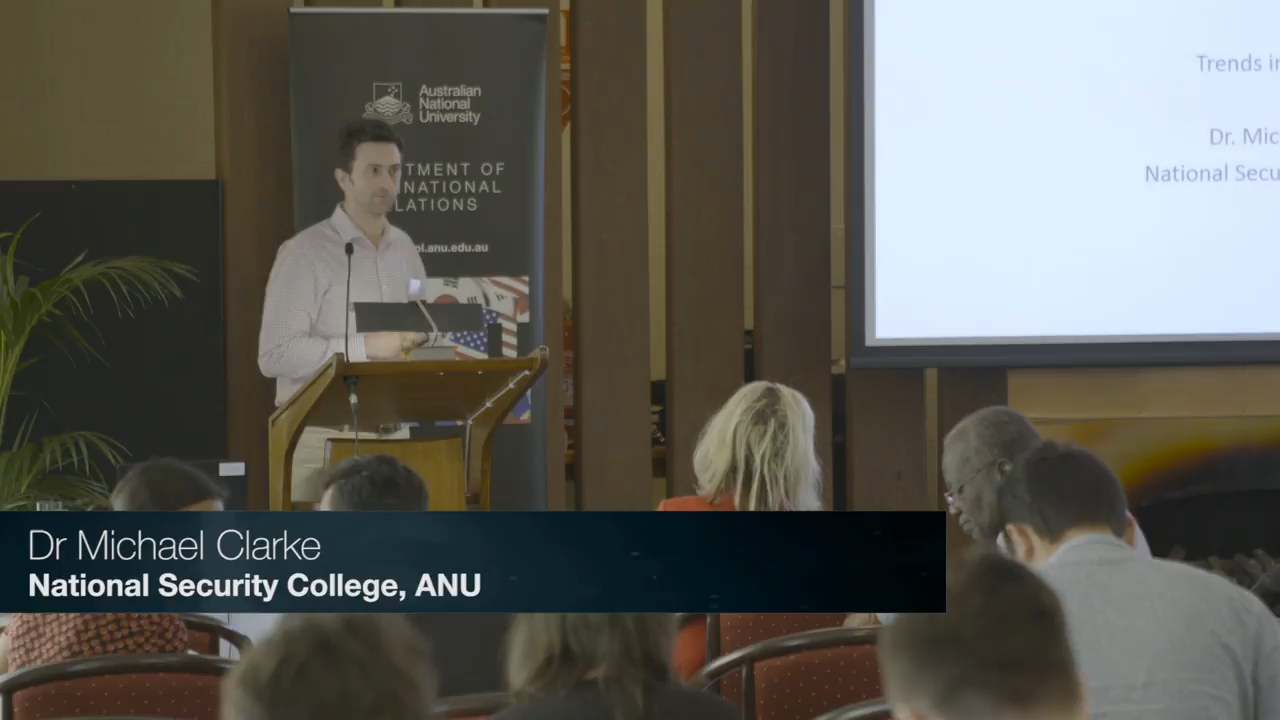 Australian
National
University
TMENT OF
NATIONAL
LATIONS
ol.anu.edu.au
Trends in
Dr. Mic
National Secu
Dr Michael Clarke
National Security College, ANU